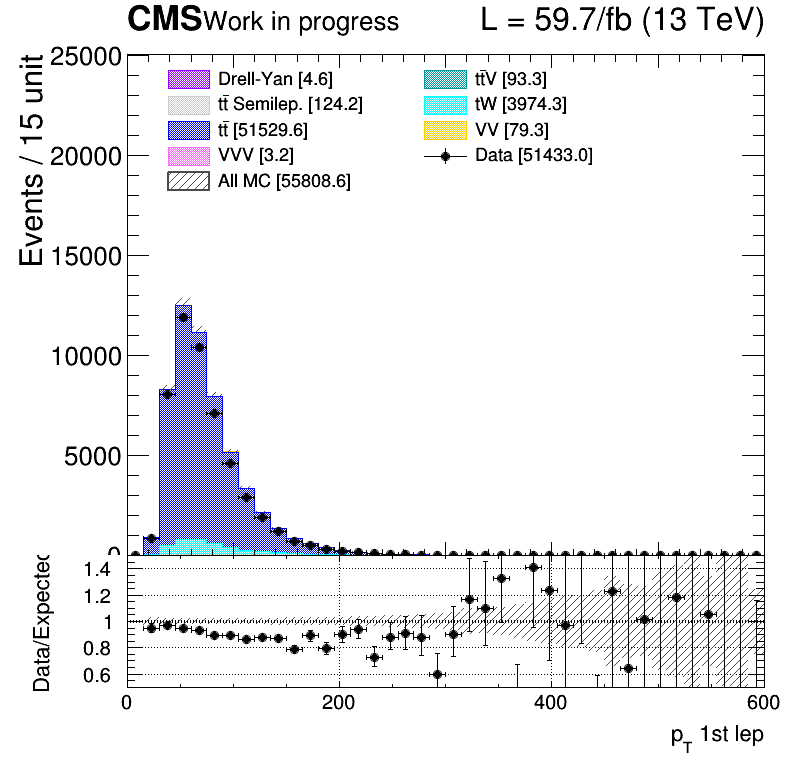 CMS Work in progress L = 59.7/fb (13 TeV)
Events / 15 unit
25000
20000
15000
10000
5000
0
Drell-Yan [4.6]
tt̄ Semilep. [124.2]
tt̄ [51529.6]
VVV [3.2]
All MC [55808.6]
tt̄V [93.3]
tW [3974.3]
VV [79.3]
Data [51433.0]
Data/Expected
1.4
1.2
1
0.8
0.6
0 200 400 600
p_T 1st lep